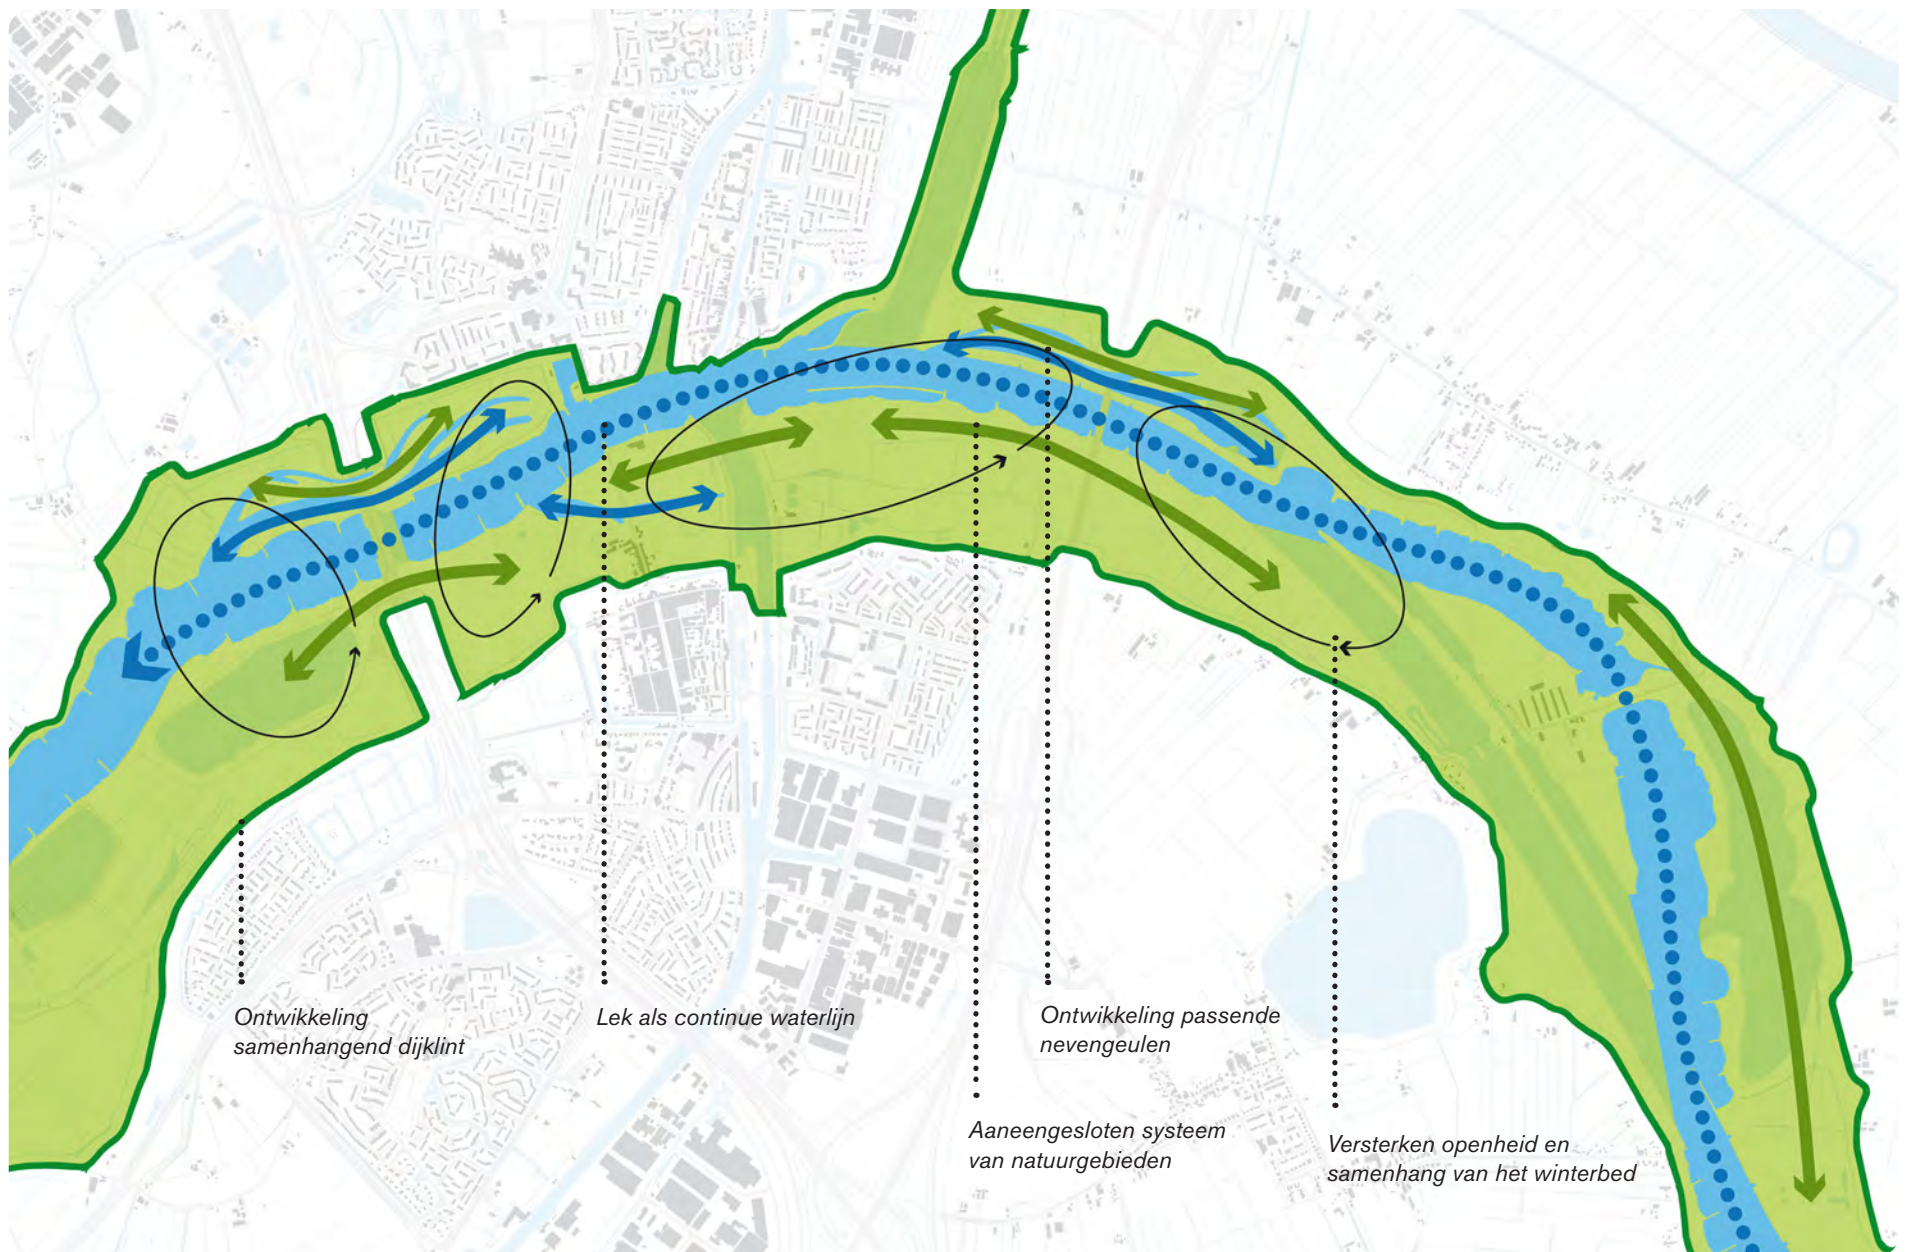 Ontwikkeling
samenhangend dijklint
Lek als continue waterlijn
Ontwikkeling passende
nevengeulen
Aaneengesloten systeem
van natuurgebieden
Versterken openheid en
samenhang van het winterbed